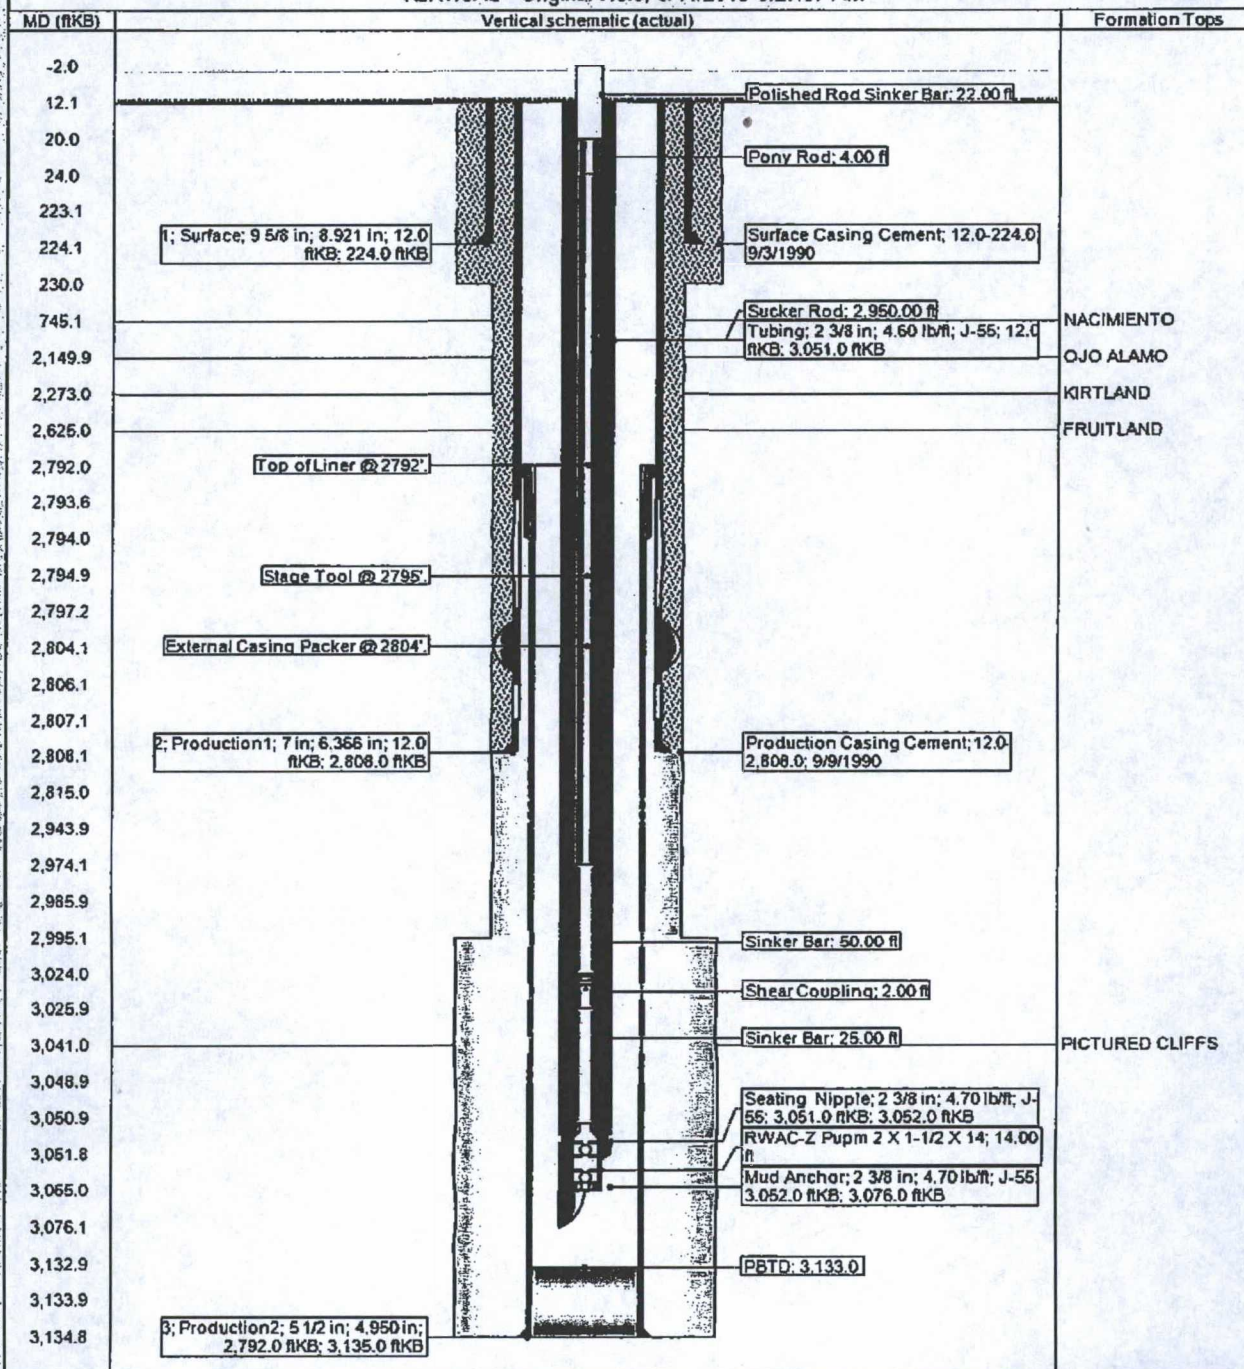 MD (ftKB)
Vertical schematic (actual)
Formation Tops
-2.0
12.1
20.0
24.0
223.1
224.1
230.0
745.1
2,149.9
2,273.0
2,625.0
2,792.0
2,793.6
2,794.0
2,794.9
2,797.2
2,804.1
2,806.1
2,807.1
2,808.1
2,815.0
2,943.9
2,974.1
2,985.9
2,995.1
3,024.0
3,025.9
3,041.0
3,048.9
3,050.9
3,051.8
3,065.0
3,076.1
3,132.9
3,133.9
3,134.8
1; Surface; 9 5/8 in; 8.921 in; 12.0
ftKB; 224.0 ftKB
Top of Liner @ 2792'.
Stage Tool @ 2795'.
External Casing Packer @ 2804'.
2; Production1; 7 in; 6.366 in; 12.0
ftKB; 2,808.0 ftKB
3; Production2; 5 1/2 in; 4.950 in;
2,792.0 ftKB; 3,135.0 ftKB
Polished Rod Sinker Bar; 22.00 ft
Pony Rod; 4.00 ft
Surface Casing Cement; 12.0-224.0;
9/3/1990
Sucker Rod; 2,950.00 ft
Tubing; 2 3/8 in; 4.60 lb/ft; J-55; 12.0
ftKB; 3,051.0 ftKB
Production Casing Cement; 12.0-
2,808.0; 9/9/1990
Sinker Bar; 50.00 ft
Shear Coupling; 2.00 ft
Sinker Bar; 25.00 ft
Seating Nipple; 2 3/8 in; 4.70 lb/ft; J-
55; 3,051.0 ftKB; 3,052.0 ftKB
RWAC-Z Pupm 2 X 1-1/2 X 14; 14.00
ft
Mud Anchor; 2 3/8 in; 4.70 lb/ft; J-55;
3,052.0 ftKB; 3,076.0 ftKB
PBTD; 3,133.0
NACIMIENTO
OJO ALAMO
KIRTLAND
FRUITLAND
PICTURED CLIFFS